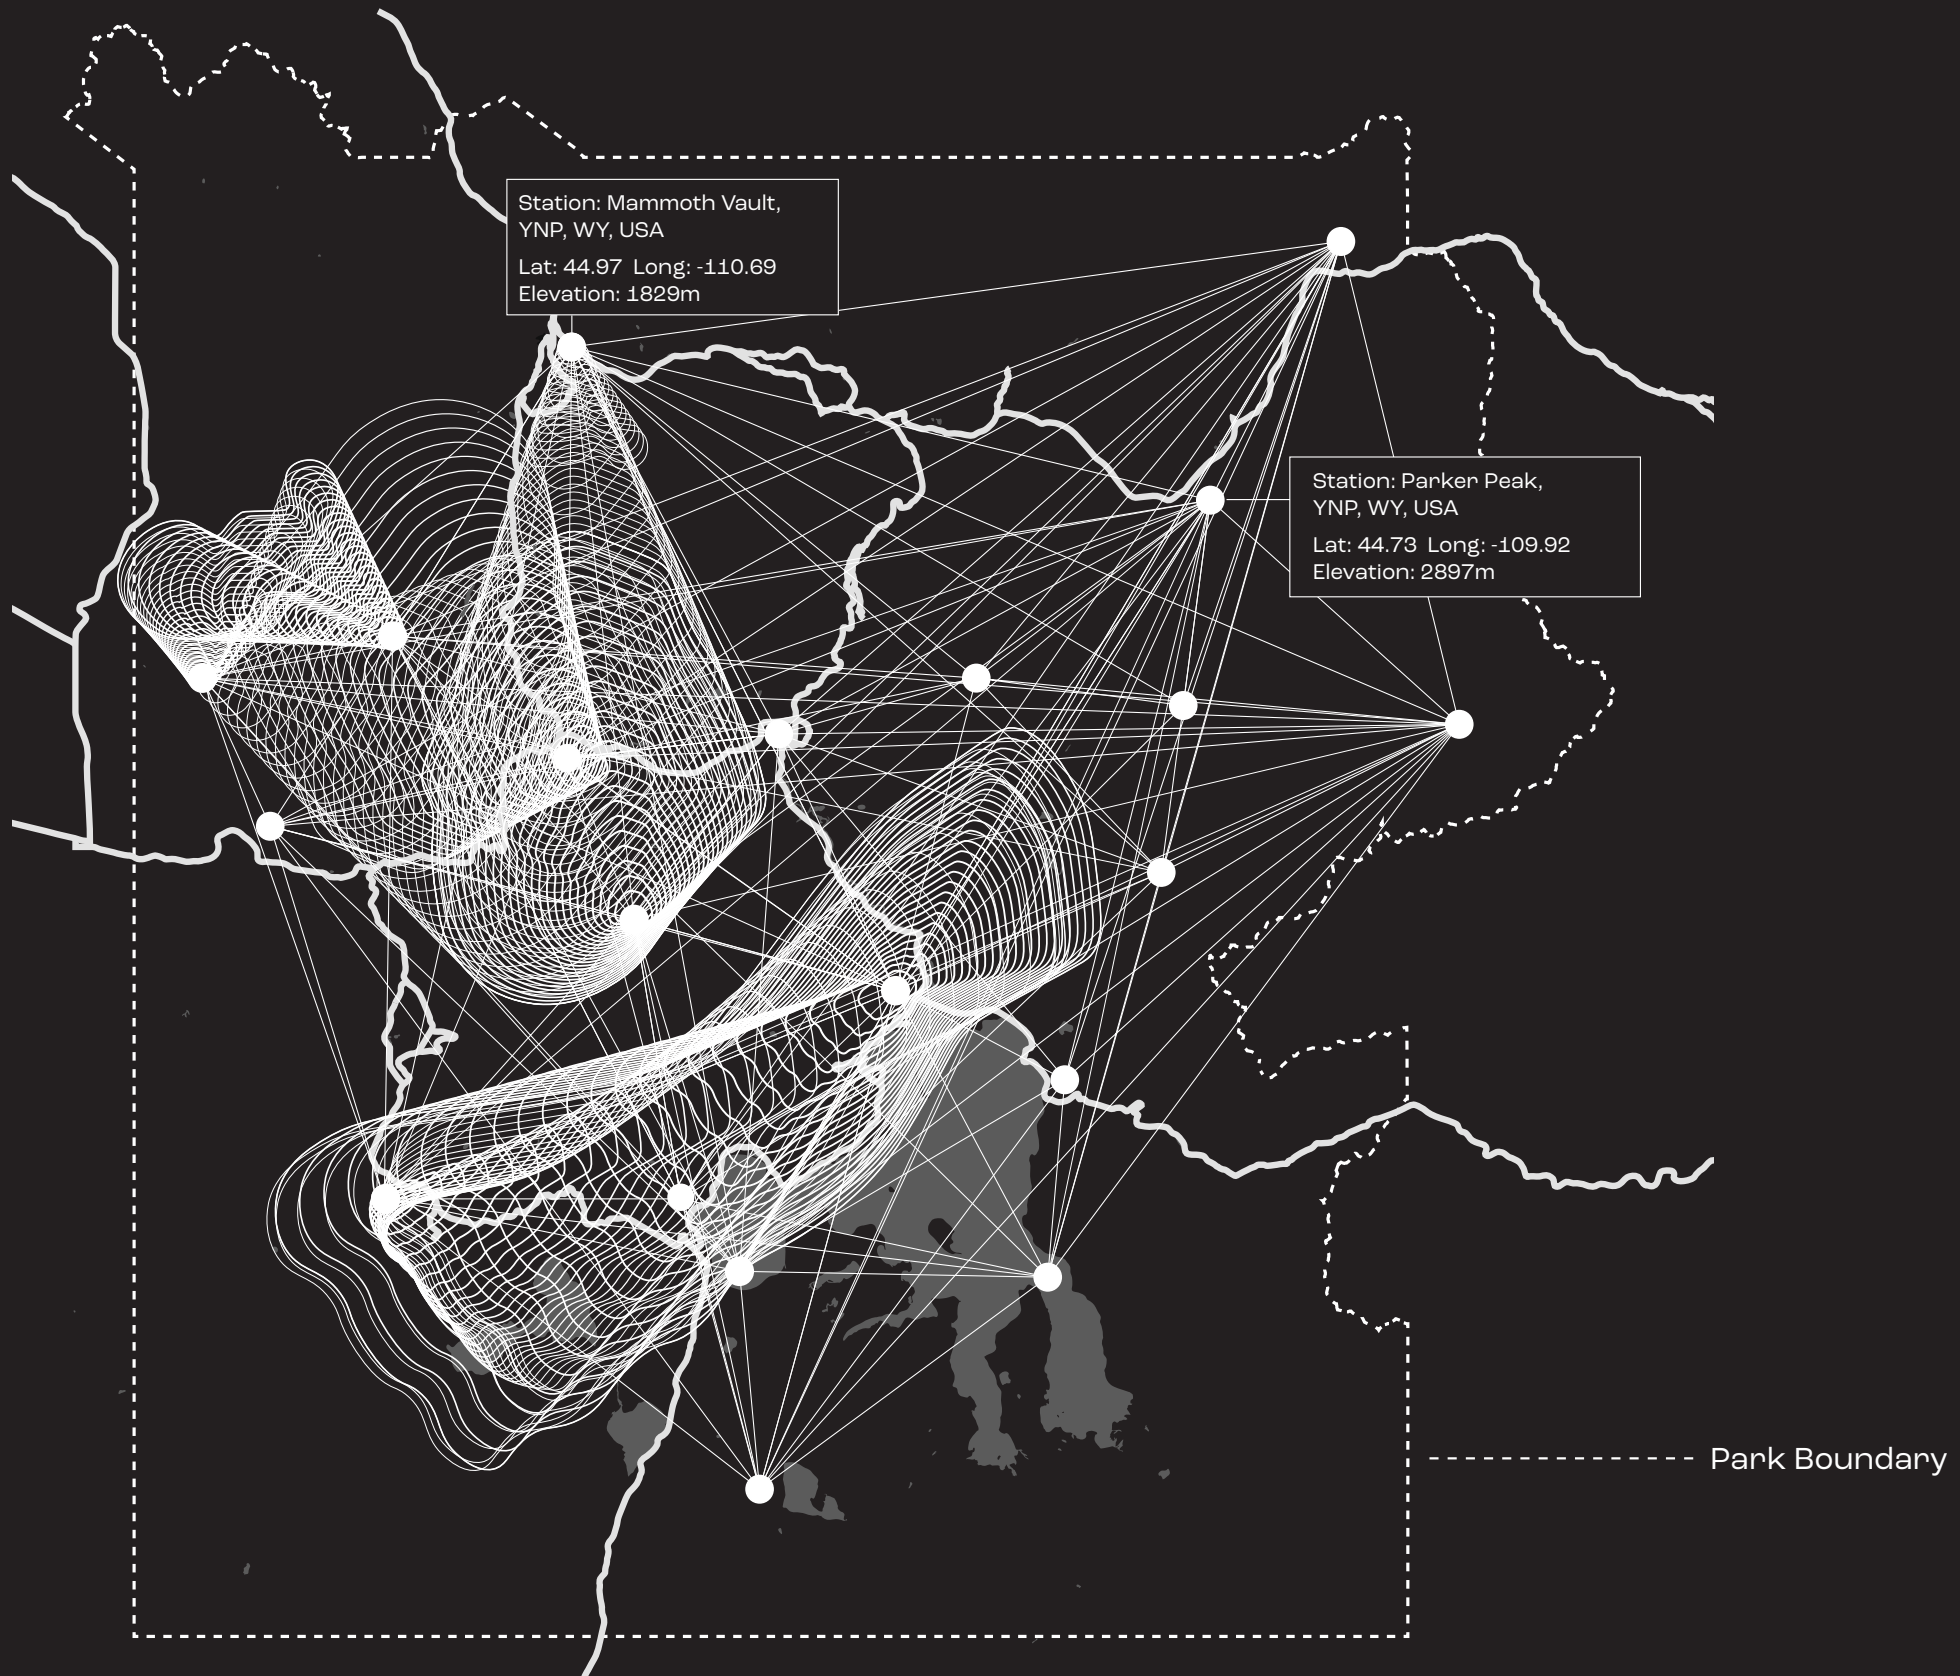 Station: Mammoth Vault,
YNP, WY, USA
Lat: 44.97  Long: -110.69
Elevation: 1829m
Station: Parker Peak,
YNP, WY, USA
Lat: 44.73  Long: -109.92
Elevation: 2897m
Park Boundary